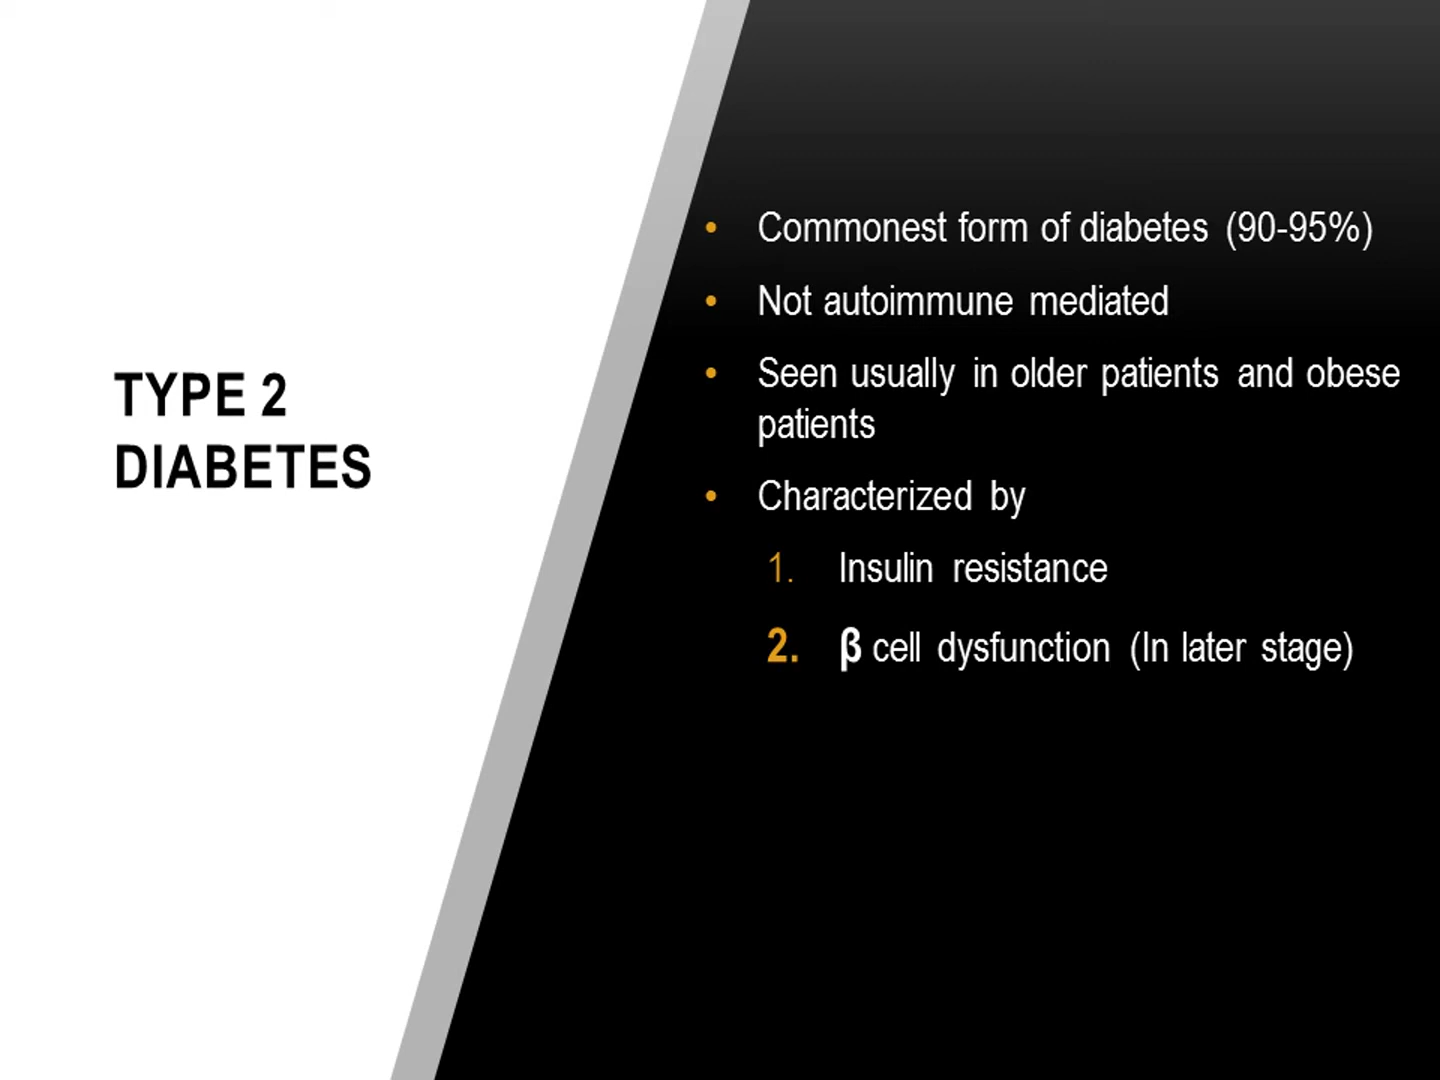 TYPE 2
DIABETES
• Commonest form of diabetes (90-95%)
• Not autoimmune mediated
• Seen usually in older patients and obese
patients
• Characterized by
1. Insulin resistance
2. β cell dysfunction (In later stage)